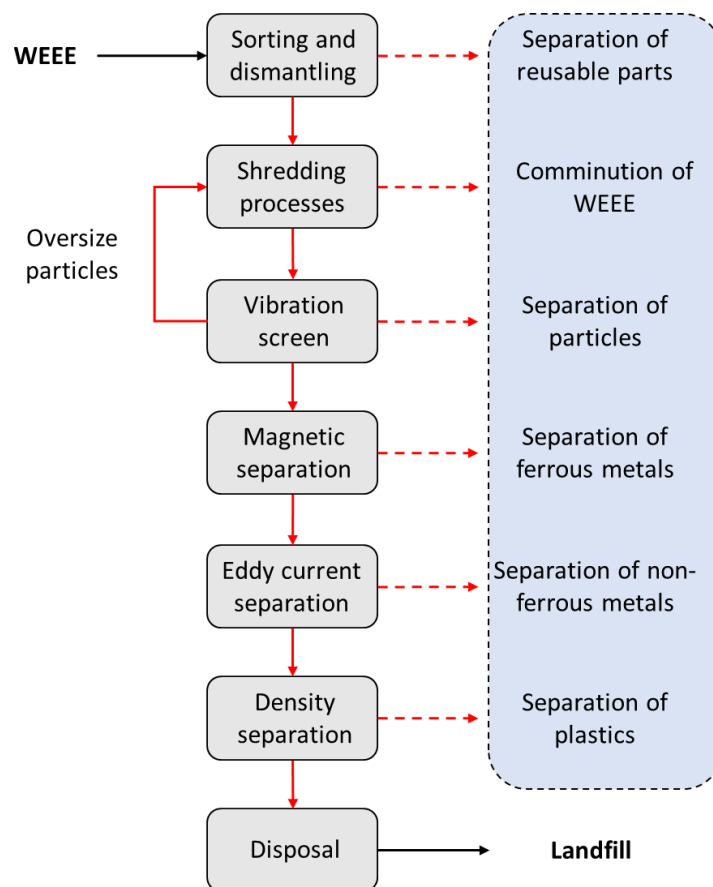 WEEE
Sorting and
dismantling
Separation of
reusable parts
Shredding
processes
Comminution of
WEEE
Oversize
particles
Vibration
screen
Separation of
particles
Magnetic
separation
Separation of
ferrous metals
Eddy current
separation
Separation of non-
ferrous metals
Density
separation
Separation of
plastics
Disposal
Landfill